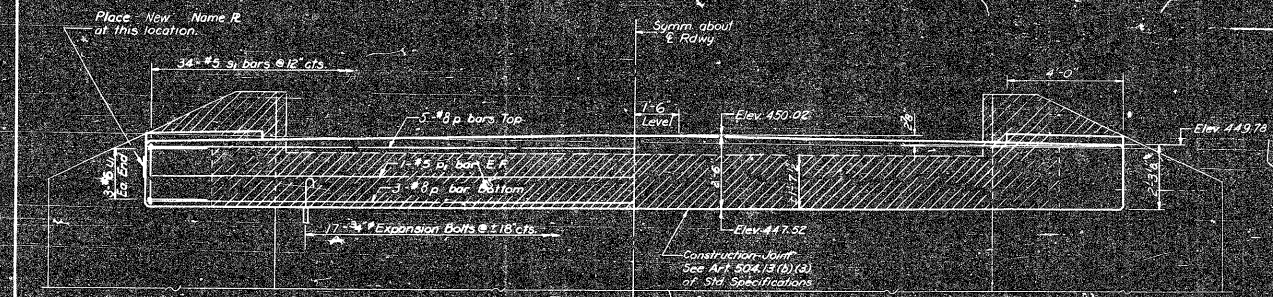 Place New Name ⅊
at this location.
Symm. about
℄ Rdwy
34-#5 s₁ bars @ 12" cts.
4'-0"
1'-6"
Level
5-#8 p bars Top
Elev. 450.02
Elev. 449.78
1-#5 p₁ bar E.F.
3-#8 p bar Bottom
Ea. End
2'-6"
17-¾"⌀ Expansion Bolts @ ±18" cts.
Elev. 447.52
Construction Joint
See Art. 504.13(b)(3)
of Std. Specifications